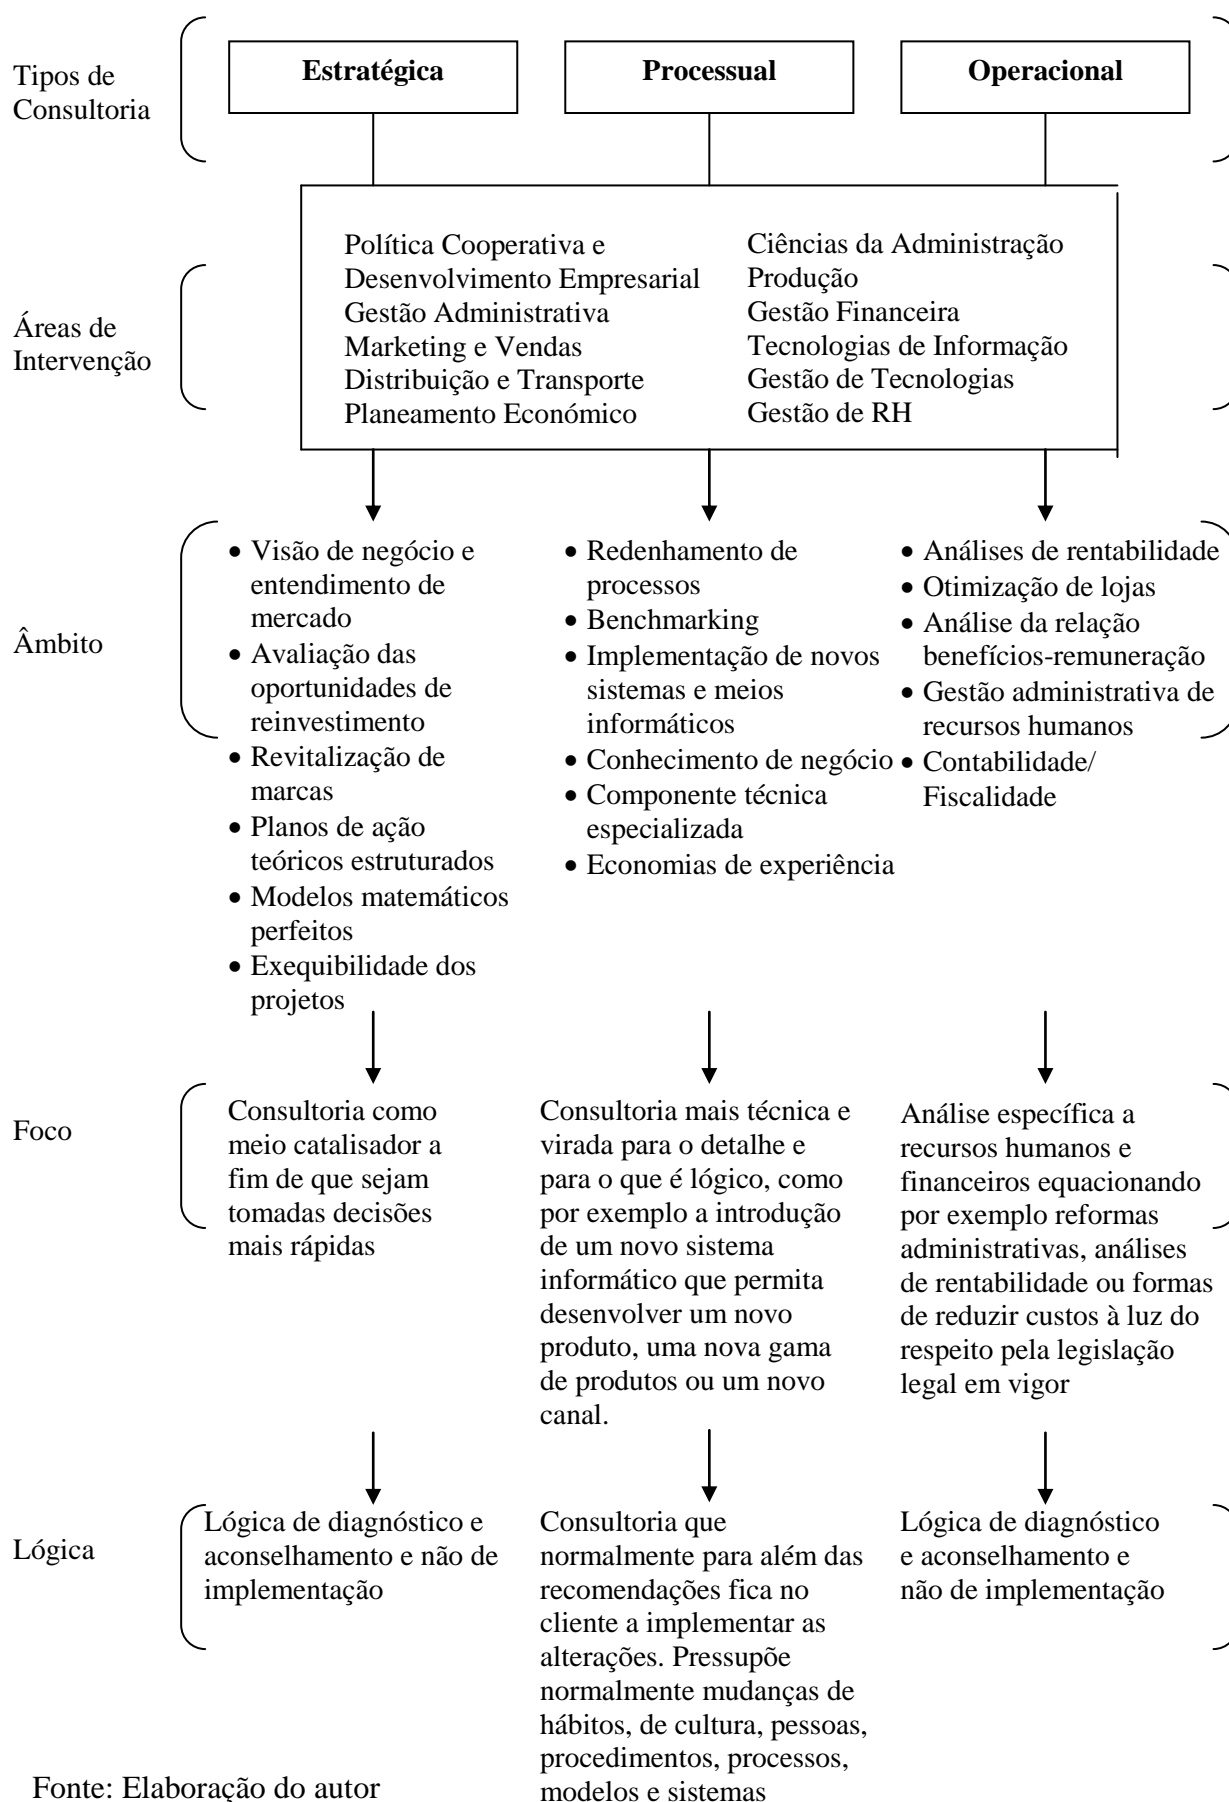 Tipos de
Consultoria
Estratégica
Processual
Operacional
Áreas de
Intervenção
Política Cooperativa e
Desenvolvimento Empresarial
Gestão Administrativa
Marketing e Vendas
Distribuição e Transporte
Planeamento Económico
Ciências da Administração
Produção
Gestão Financeira
Tecnologias de Informação
Gestão de Tecnologias
Gestão de RH
Âmbito
• Visão de negócio e
entendimento de
mercado
• Avaliação das
oportunidades de
reinvestimento
• Revitalização de
marcas
• Planos de ação
teóricos estruturados
• Modelos matemáticos
perfeitos
• Exequibilidade dos
projetos
• Redenhamento de
processos
• Benchmarking
• Implementação de novos
sistemas e meios
informáticos
• Conhecimento de negócio
• Componente técnica
especializada
• Economias de experiência
• Análises de rentabilidade
• Otimização de lojas
• Análise da relação
benefícios-remuneração
• Gestão administrativa de
recursos humanos
• Contabilidade/
Fiscalidade
Foco
Consultoria como
meio catalisador a
fim de que sejam
tomadas decisões
mais rápidas
Consultoria mais técnica e
virada para o detalhe e
para o que é lógico, como
por exemplo a introdução
de um novo sistema
informático que permita
desenvolver um novo
produto, uma nova gama
de produtos ou um novo
canal.
Análise específica a
recursos humanos e
financeiros equacionando
por exemplo reformas
administrativas, análises
de rentabilidade ou formas
de reduzir custos à luz do
respeito pela legislação
legal em vigor
Lógica
Lógica de diagnóstico e
aconselhamento e não de
implementação
Consultoria que
normalmente para além das
recomendações fica no
cliente a implementar as
alterações. Pressupõe
normalmente mudanças de
hábitos, de cultura, pessoas,
procedimentos, processos,
modelos e sistemas
Lógica de diagnóstico
e aconselhamento e
não de implementação
Fonte: Elaboração do autor